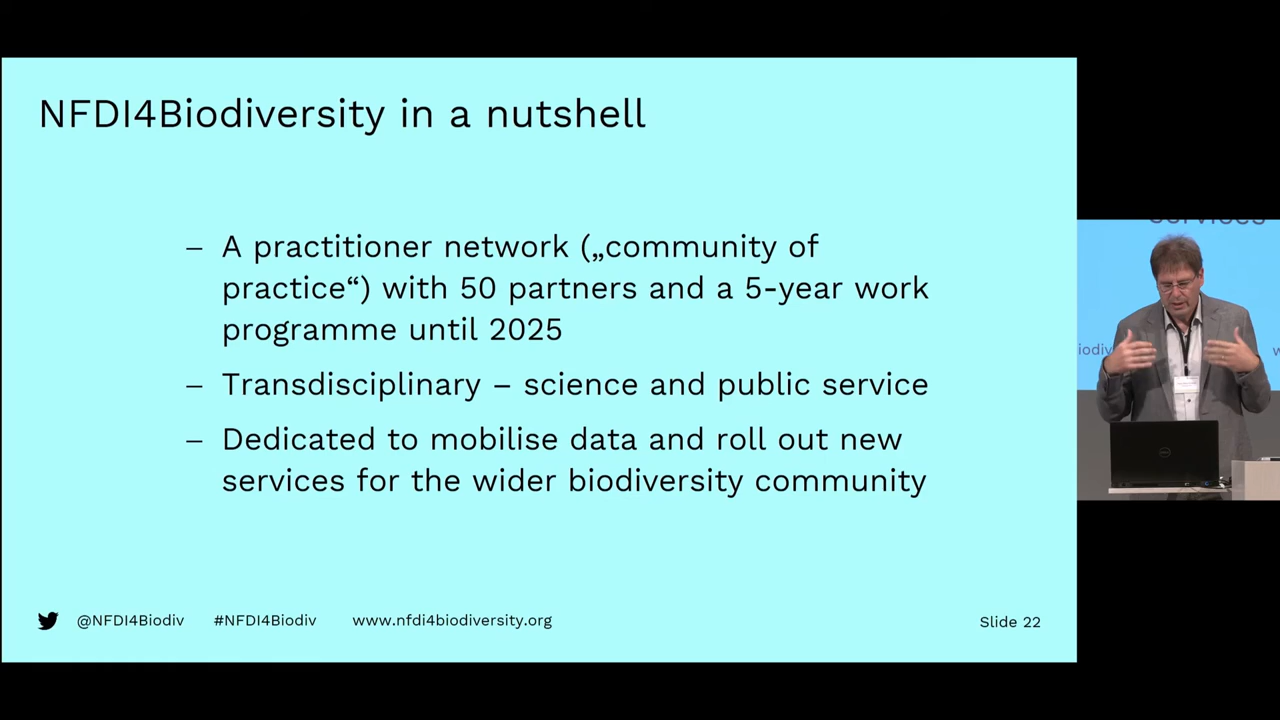 NFDI4Biodiversity in a nutshell
– A practitioner network („community of
practice“) with 50 partners and a 5-year work
programme until 2025
– Transdisciplinary – science and public service
– Dedicated to mobilise data and roll out new
services for the wider biodiversity community
@NFDI4Biodiv #NFDI4Biodiv www.nfdi4biodiversity.org
Slide 22